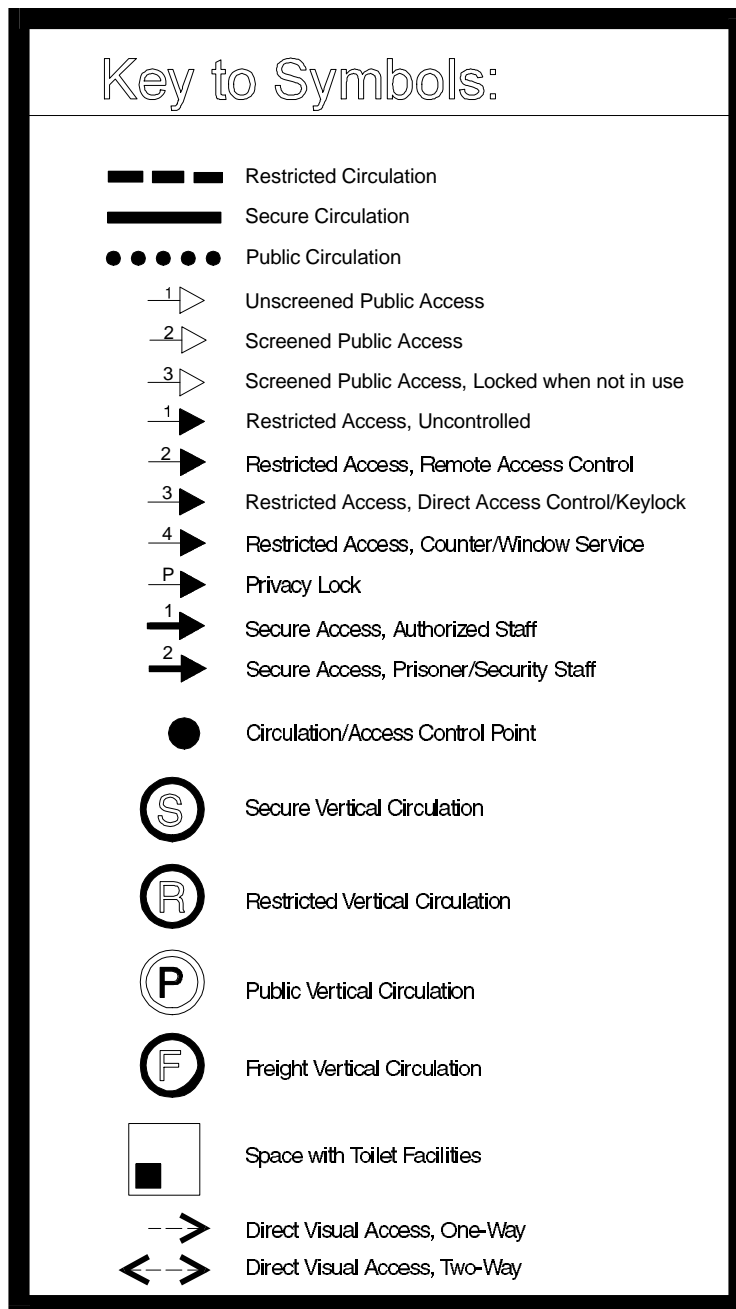 Key to Symbols:
Restricted Circulation
Secure Circulation
Public Circulation
1 Unscreened Public Access
2 Screened Public Access
3 Screened Public Access, Locked when not in use
1 Restricted Access, Uncontrolled
2 Restricted Access, Remote Access Control
3 Restricted Access, Direct Access Control/Keylock
4 Restricted Access, Counter/Window Service
P Privacy Lock
1 Secure Access, Authorized Staff
2 Secure Access, Prisoner/Security Staff
Circulation/Access Control Point
S Secure Vertical Circulation
R Restricted Vertical Circulation
P Public Vertical Circulation
F Freight Vertical Circulation
Space with Toilet Facilities
Direct Visual Access, One-Way
Direct Visual Access, Two-Way